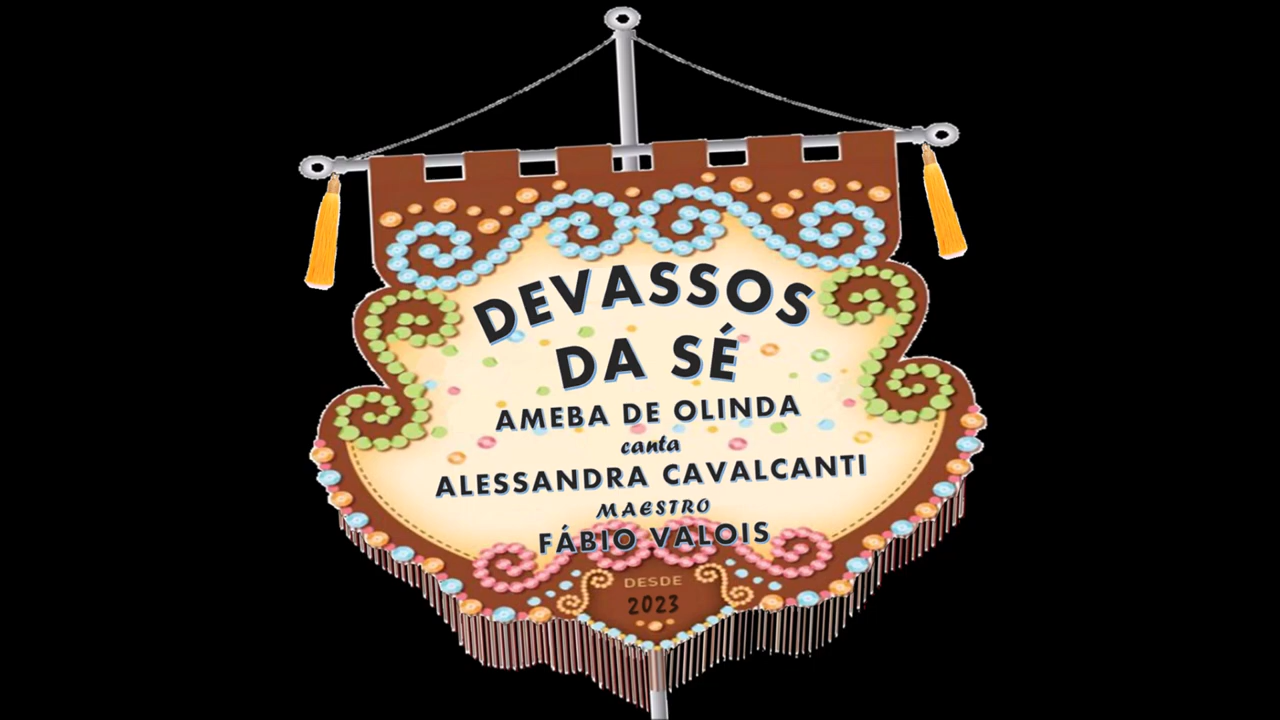 DEVASSOS
DA SÉ
AMEBA DE OLINDA
canta
ALESSANDRA CAVALCANTI
MAESTRO
FÁBIO VALOIS
DESDE
2023